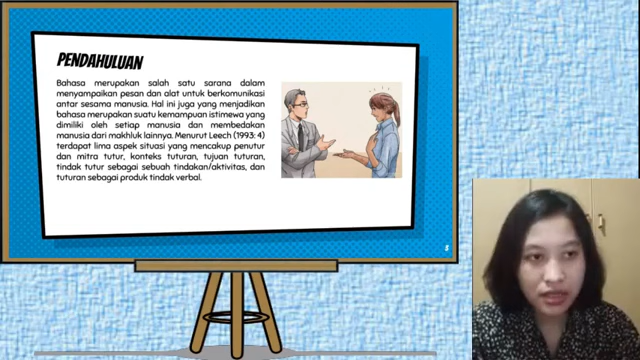 PENDAHULUAN
Bahasa merupakan salah satu sarana dalam
menyampaikan pesan dan alat untuk berkomunikasi
antar sesama manusia. Hal ini juga yang menjadikan
bahasa merupakan suatu kemampuan istimewa yang
dimiliki oleh setiap manusia dan membedakan
manusia dari makhluk lainnya. Menurut Leech (1993: 4)
terdapat lima aspek situasi yang mencakup penutur
dan mitra tutur, konteks tuturan, tujuan tuturan,
tindak tutur sebagai sebuah tindakan/aktivitas, dan
tuturan sebagai produk tindak verbal.
5